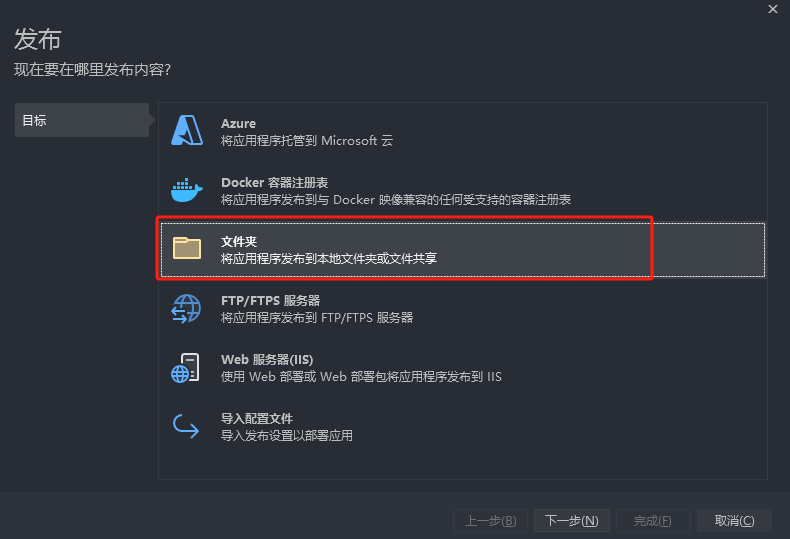 发布
现在要在哪里发布内容?
目标
Azure
将应用程序托管到 Microsoft 云
Docker 容器注册表
将应用程序发布到与 Docker 映像兼容的任何受支持的容器注册表
文件夹
将应用程序发布到本地文件夹或文件共享
FTP/FTPS 服务器
将应用程序发布到 FTP/FTPS 服务器
Web 服务器(IIS)
使用 Web 部署或 Web 部署包将应用程序发布到 IIS
导入配置文件
导入发布设置以部署应用
上一步(B) 下一步(N) 完成(F) 取消(C)